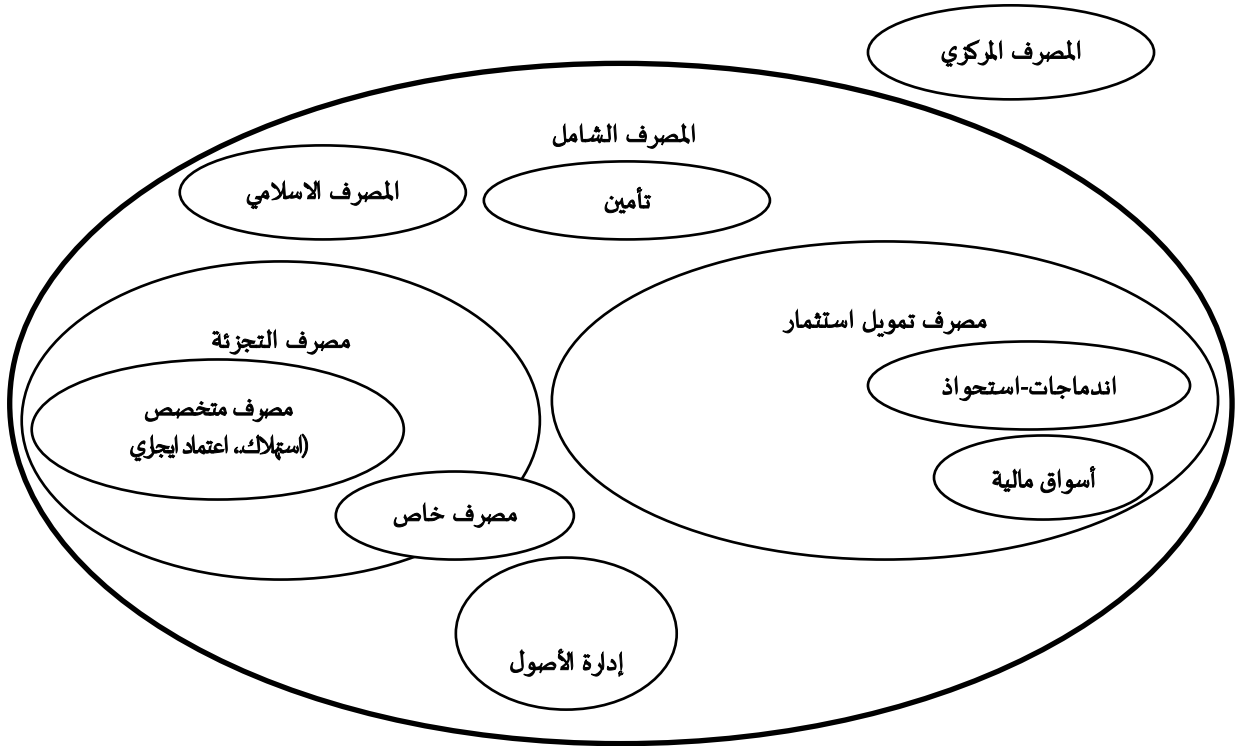 المصرف المركزي
المصرف الشامل
المصرف الاسلامي
تأمين
مصرف تمويل استثمار
مصرف التجزئة
اندماجات-استحواذ
مصرف متخصص
(استهلاك، اعتماد ايجاري
أسواق مالية
مصرف خاص
إدارة الأصول